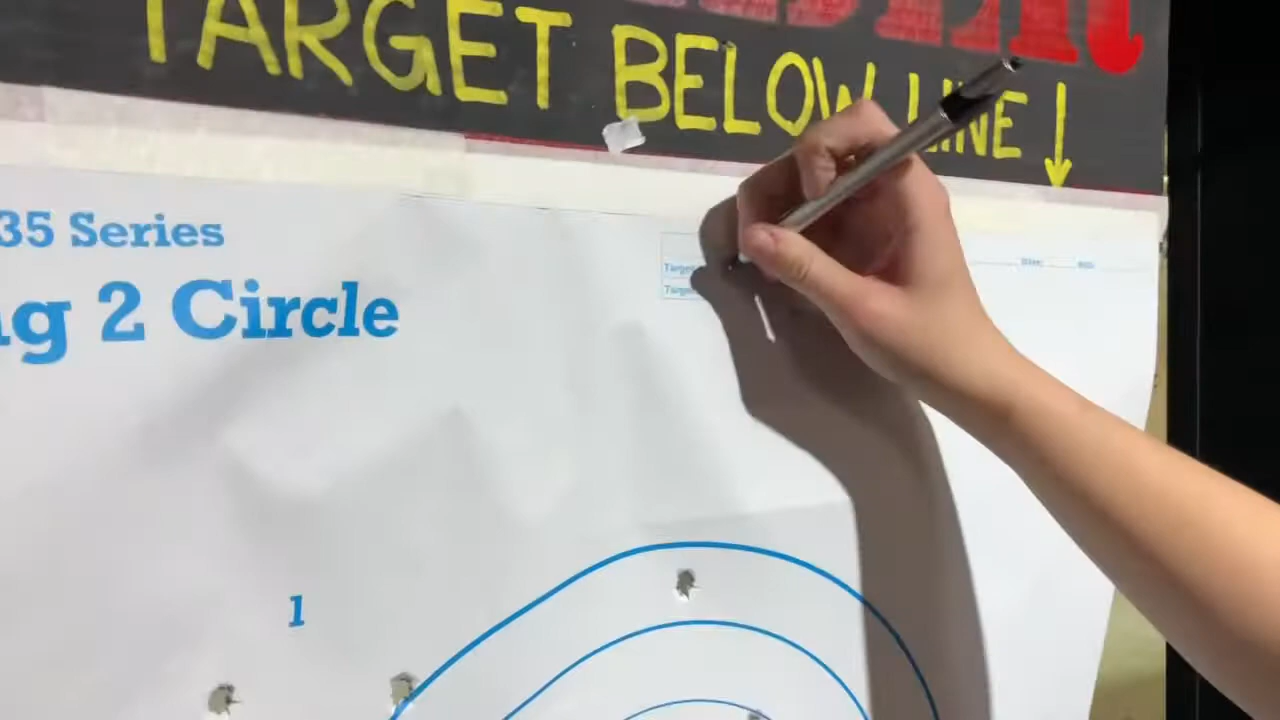 TARGET BELOW LINE ↓
35 Series
g 2 Circle
1